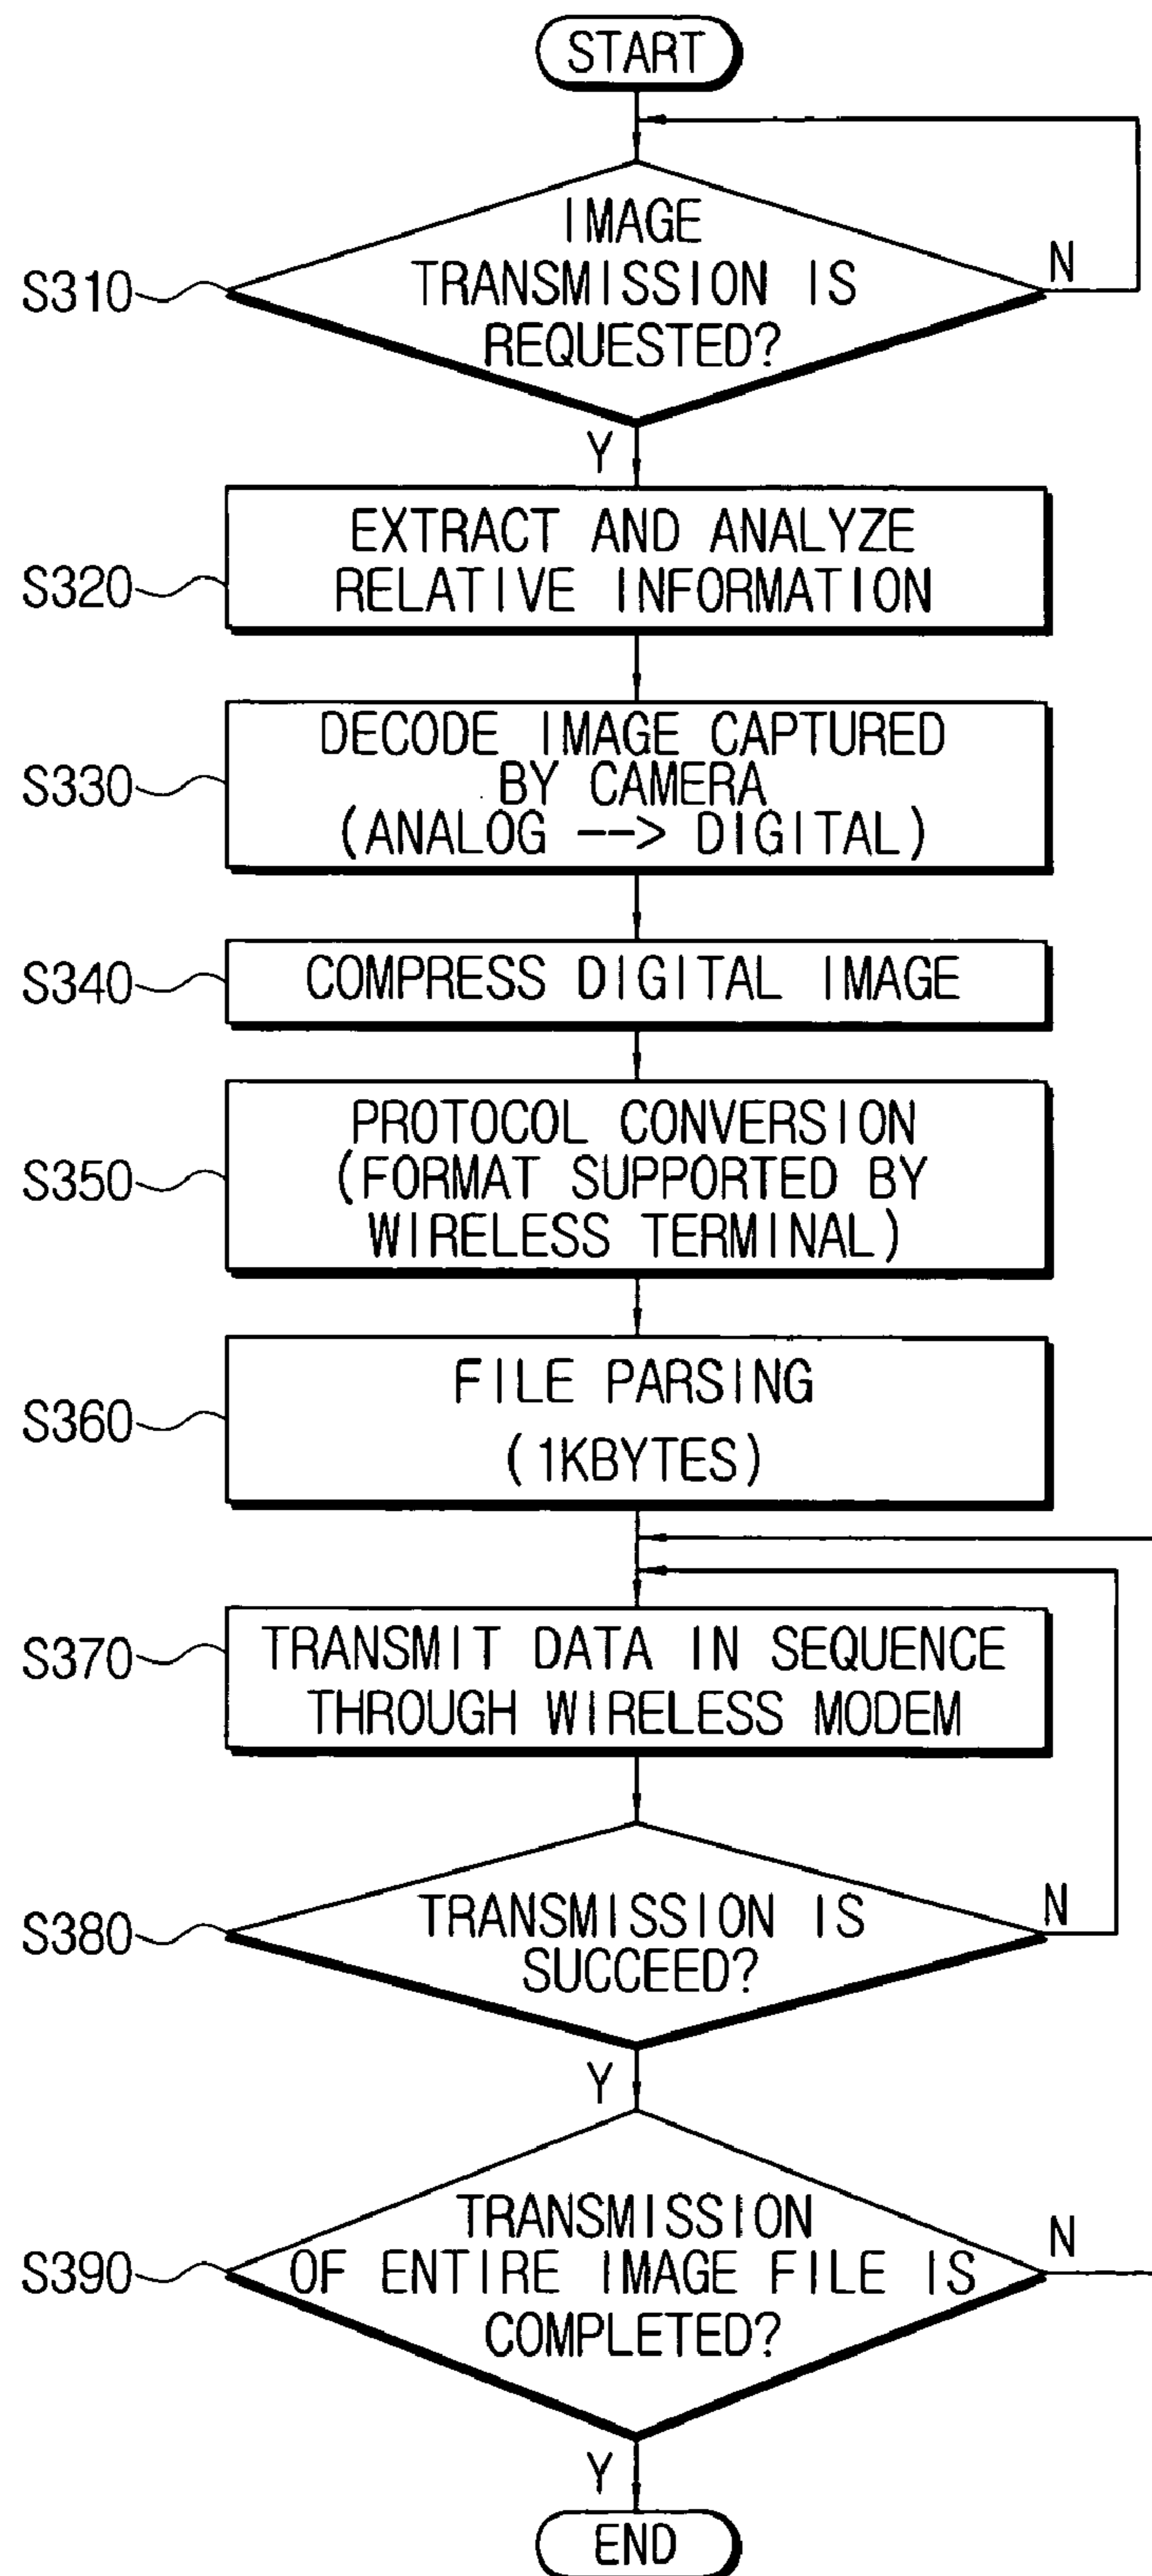 START
IMAGE
TRANSMISSION IS
REQUESTED?
N
S310
Y
EXTRACT AND ANALYZE
RELATIVE INFORMATION
S320
DECODE IMAGE CAPTURED
BY CAMERA
(ANALOG --> DIGITAL)
S330
COMPRESS DIGITAL IMAGE
S340
PROTOCOL CONVERSION
(FORMAT SUPPORTED BY
WIRELESS TERMINAL)
S350
FILE PARSING
(1KBYTES)
S360
TRANSMIT DATA IN SEQUENCE
THROUGH WIRELESS MODEM
S370
TRANSMISSION IS
SUCCEED?
N
S380
Y
TRANSMISSION
OF ENTIRE IMAGE FILE IS
COMPLETED?
N
S390
Y
END